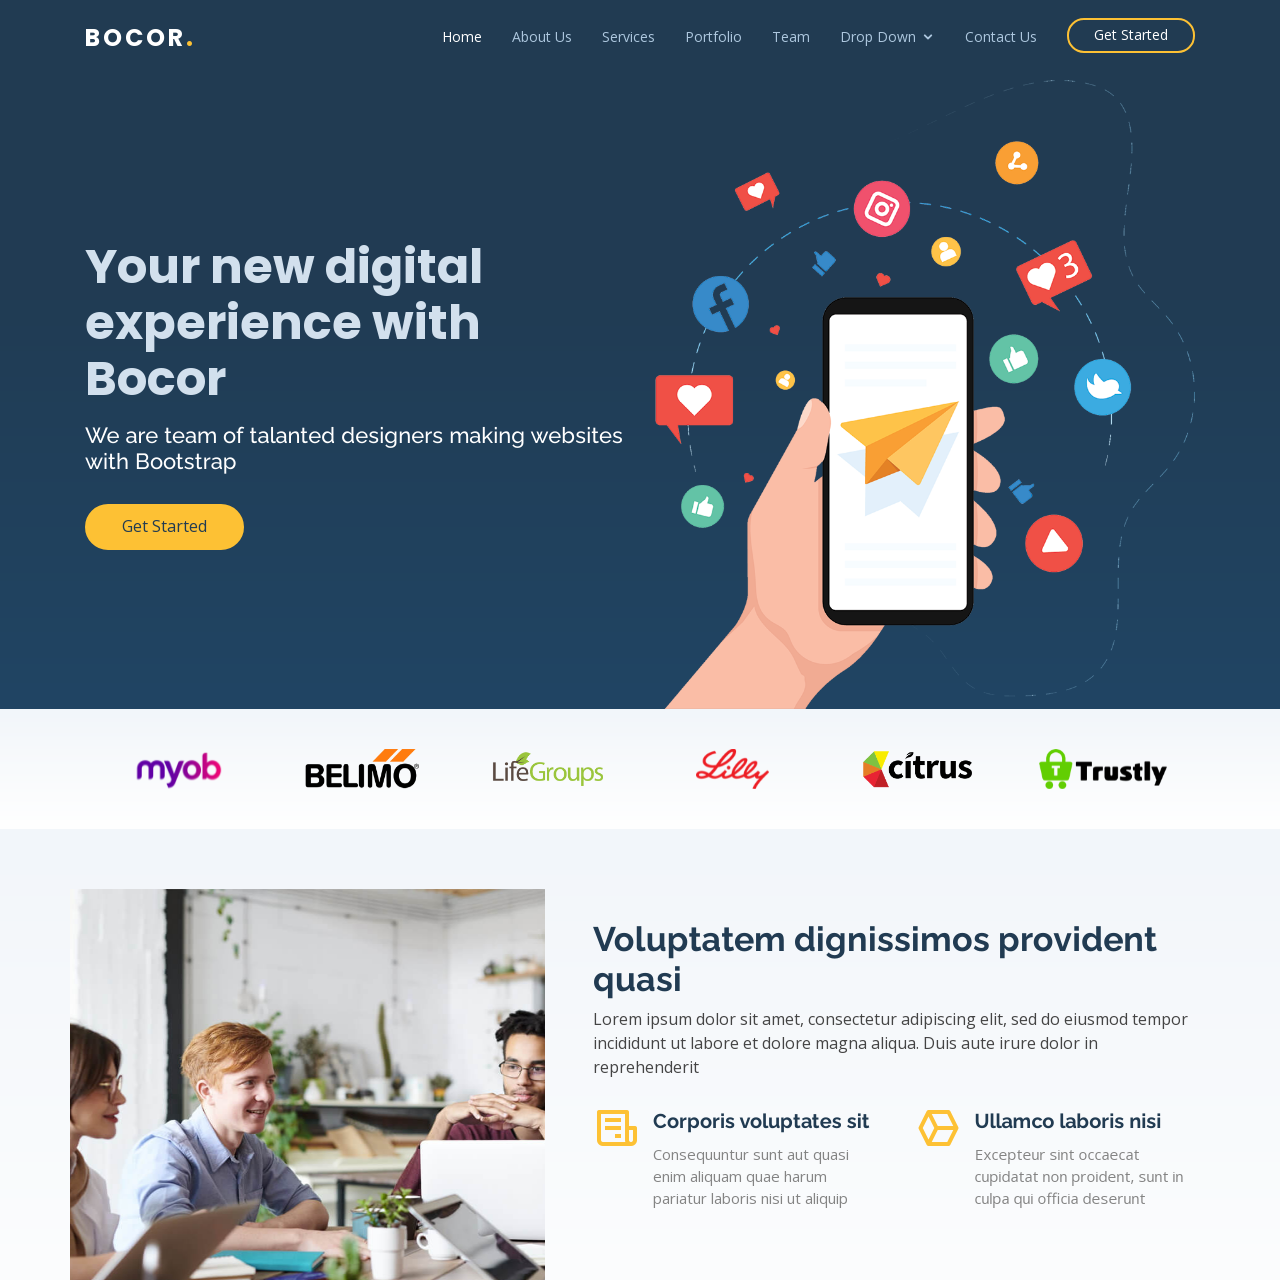 BOCOR.
Home About Us Services Portfolio Team Drop Down Contact Us Get Started
Your new digital
experience with
Bocor
We are team of talanted designers making websites
with Bootstrap
Get Started
3
myob BELIMO® LifeGroups Lilly citrus T Trustly
Voluptatem dignissimos provident
quasi
Lorem ipsum dolor sit amet, consectetur adipiscing elit, sed do eiusmod tempor
incididunt ut labore et dolore magna aliqua. Duis aute irure dolor in
reprehenderit
Corporis voluptates sit
Consequuntur sunt aut quasi
enim aliquam quae harum
pariatur laboris nisi ut aliquip
Ullamco laboris nisi
Excepteur sint occaecat
cupidatat non proident, sunt in
culpa qui officia deserunt